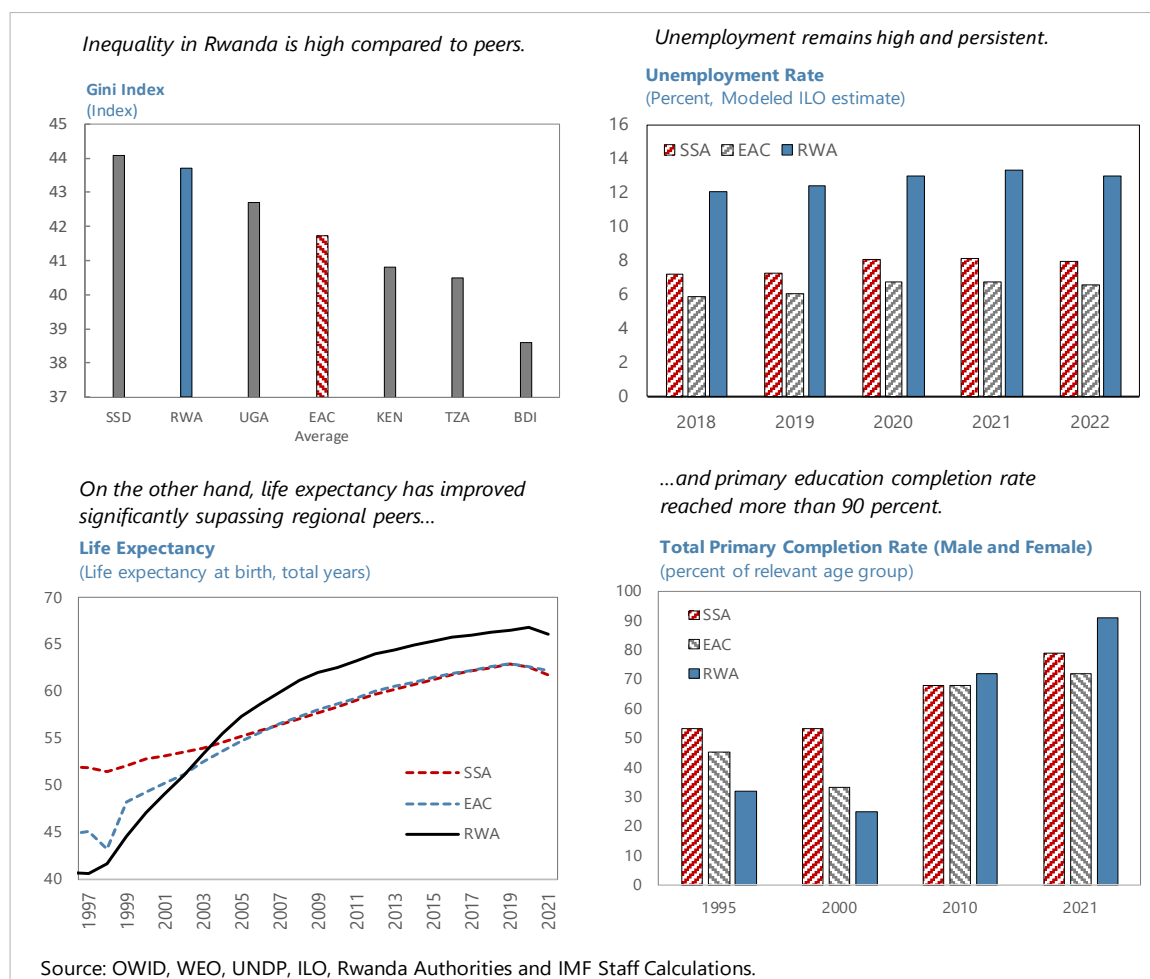 Inequality in Rwanda is high compared to peers.
Gini Index
(Index)
45
44
43
42
41
40
39
38
37
SSD
RWA
UGA
EAC
Average
KEN
TZA
BDI
Unemployment remains high and persistent.
Unemployment Rate
(Percent, Modeled ILO estimate)
16
14
12
10
8
6
4
2
0
SSA
EAC
RWA
2018
2019
2020
2021
2022
On the other hand, life expectancy has improved
significantly supassing regional peers...
Life Expectancy
(Life expectancy at birth, total years)
70
65
60
55
50
45
40
SSA
EAC
RWA
1997
1999
2001
2003
2005
2007
2009
2011
2013
2015
2017
2019
2021
...and primary education completion rate
reached more than 90 percent.
Total Primary Completion Rate (Male and Female)
(percent of relevant age group)
100
90
80
70
60
50
40
30
20
10
0
SSA
EAC
RWA
1995
2000
2010
2021
Source: OWID, WEO, UNDP, ILO, Rwanda Authorities and IMF Staff Calculations.